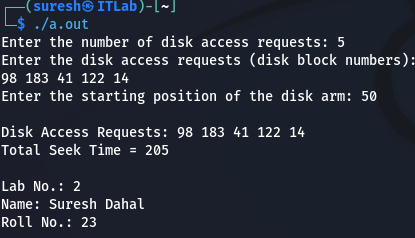 ┌──(suresh㉿ITLab)-[~]
└─$ ./a.out
Enter the number of disk access requests: 5
Enter the disk access requests (disk block numbers):
98 183 41 122 14
Enter the starting position of the disk arm: 50
Disk Access Requests: 98 183 41 122 14
Total Seek Time = 205
Lab No.: 2
Name: Suresh Dahal
Roll No.: 23